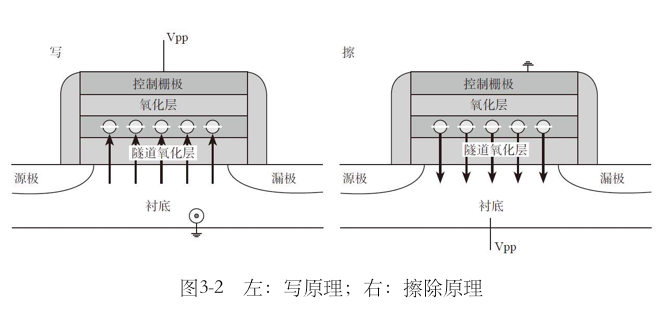 写
Vpp
控制栅极
氧化层
隧道氧化层
源极
漏极
衬底
擦
控制栅极
氧化层
隧道氧化层
源极
漏极
衬底
Vpp
图3-2 左：写原理；右：擦除原理